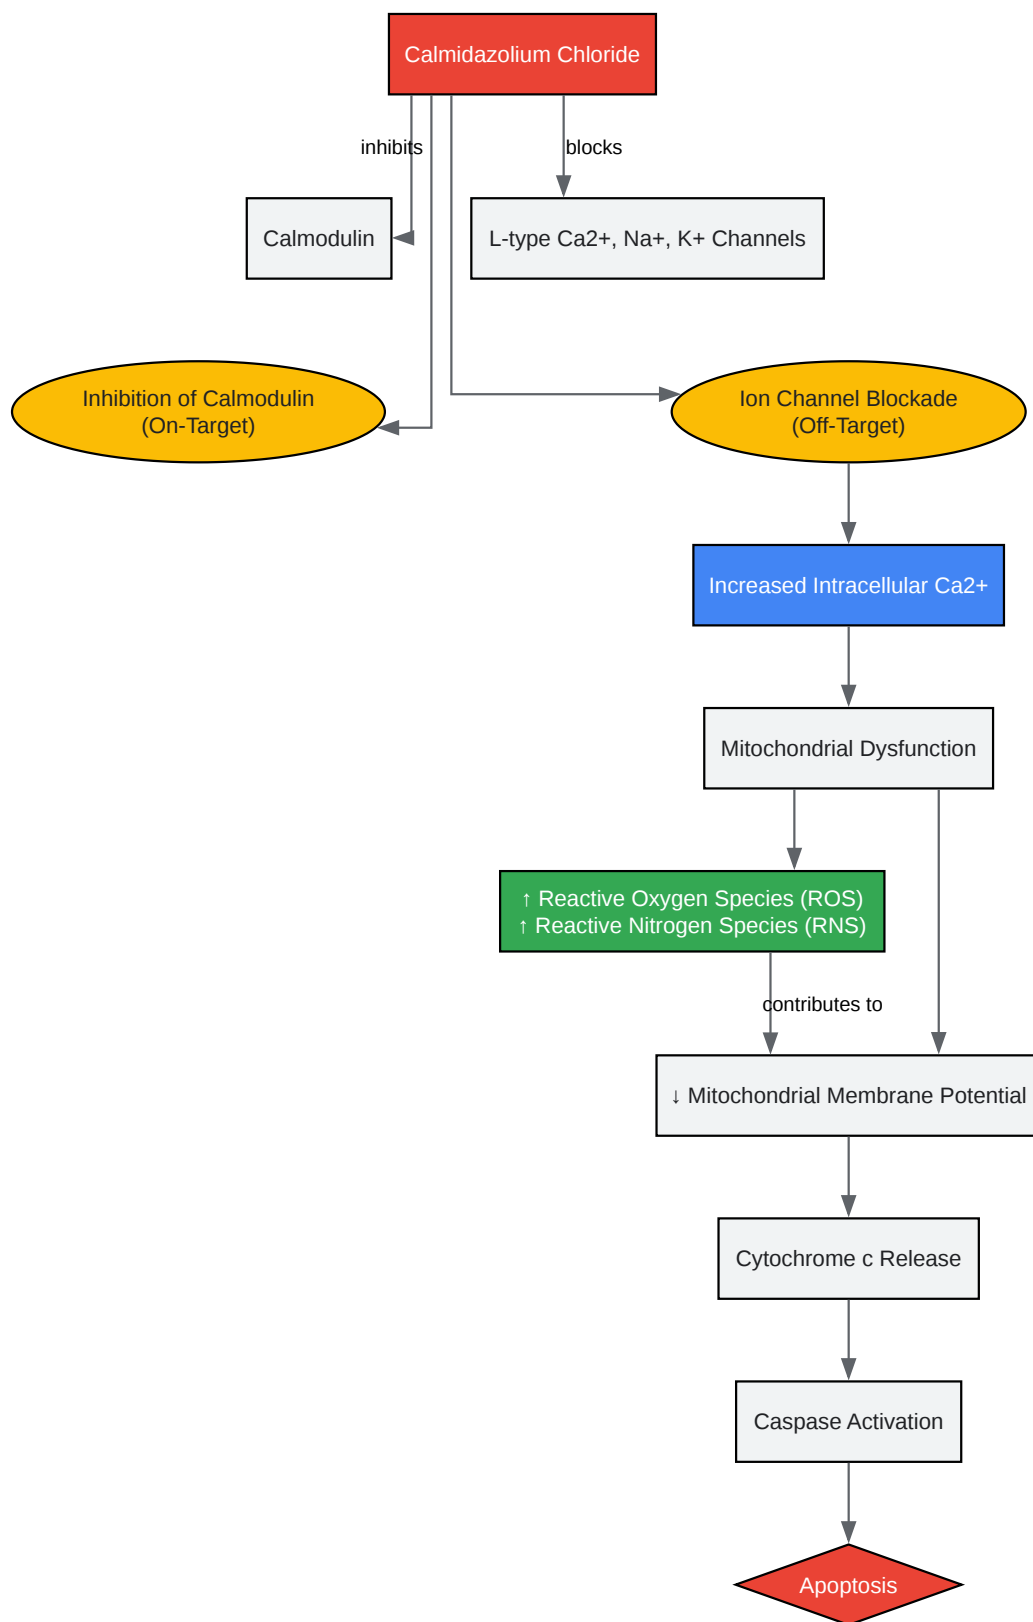 Calmidazolium Chloride
inhibits
blocks
Calmodulin
L-type Ca2+, Na+, K+ Channels
Inhibition of Calmodulin
(On-Target)
Ion Channel Blockade
(Off-Target)
Increased Intracellular Ca2+
Mitochondrial Dysfunction
↑ Reactive Oxygen Species (ROS)
↑ Reactive Nitrogen Species (RNS)
contributes to
↓ Mitochondrial Membrane Potential
Cytochrome c Release
Caspase Activation
Apoptosis